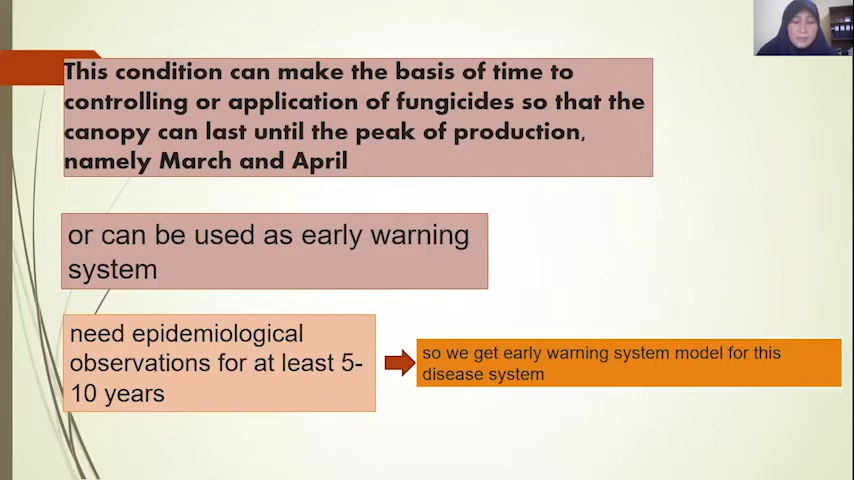 This condition can make the basis of time to
controlling or application of fungicides so that the
canopy can last until the peak of production,
namely March and April
or can be used as early warning
system
need epidemiological
observations for at least 5-
10 years
so we get early warning system model for this
disease system